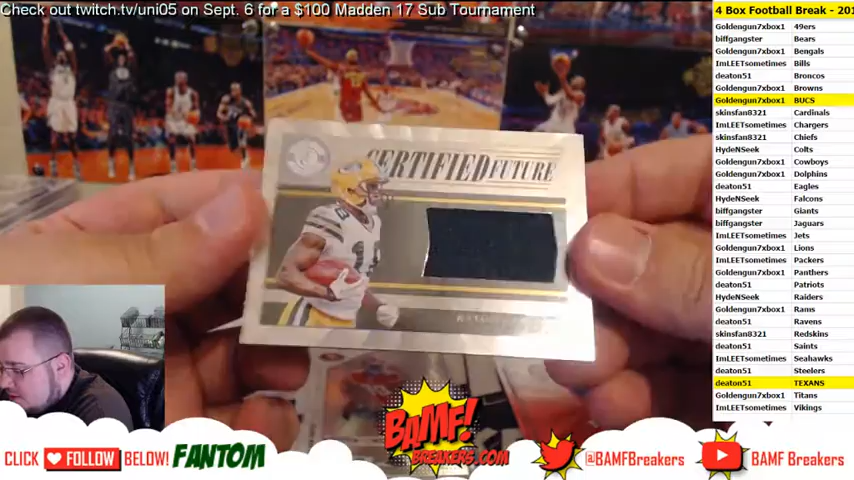 Check out twitch.tv/uni05 on Sept. 6 for a $100 Madden 17 Sub Tournament
4 Box Football Break - 201
Goldengun7xbox1 49ers
biffgangster Bears
Goldengun7xbox1 Bengals
ImLEETsometimes Bills
deaton51 Broncos
Goldengun7xbox1 Browns
Goldengun7xbox1 BUCS
skinsfan8321 Cardinals
ImLEETsometimes Chargers
skinsfan8321 Chiefs
HydeNSeek Colts
Goldengun7xbox1 Cowboys
Goldengun7xbox1 Dolphins
deaton51 Eagles
HydeNSeek Falcons
biffgangster Giants
biffgangster Jaguars
ImLEETsometimes Jets
Goldengun7xbox1 Lions
ImLEETsometimes Packers
Goldengun7xbox1 Panthers
deaton51 Patriots
HydeNSeek Raiders
Goldengun7xbox1 Rams
deaton51 Ravens
skinsfan8321 Redskins
deaton51 Saints
ImLEETsometimes Seahawks
deaton51 Steelers
deaton51 TEXANS
Goldengun7xbox1 Titans
ImLEETsometimes Vikings
CERTIFIED FUTURE
CLICK FOLLOW BELOW! FANTOM
BAMF!
BREAKERS.COM
@BAMFBreakers
BAMF Breakers